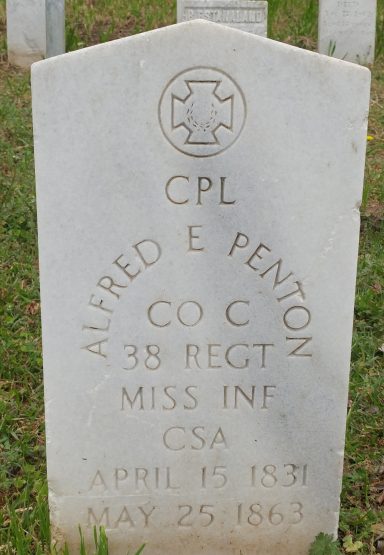 CPL
ALFRED E PENTON
CO C
38 REGT
MISS INF
CSA
APRIL 15 1831
MAY 25 1863